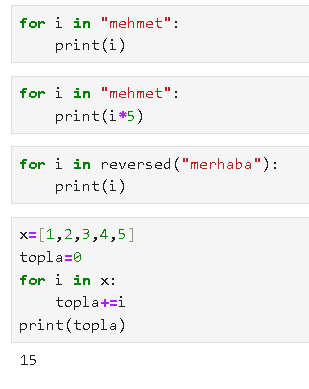 for i in "mehmet":
    print(i)
for i in "mehmet":
    print(i*5)
for i in reversed("merhaba"):
    print(i)
x=[1,2,3,4,5]
topla=0
for i in x:
    topla+=i
print(topla)
15